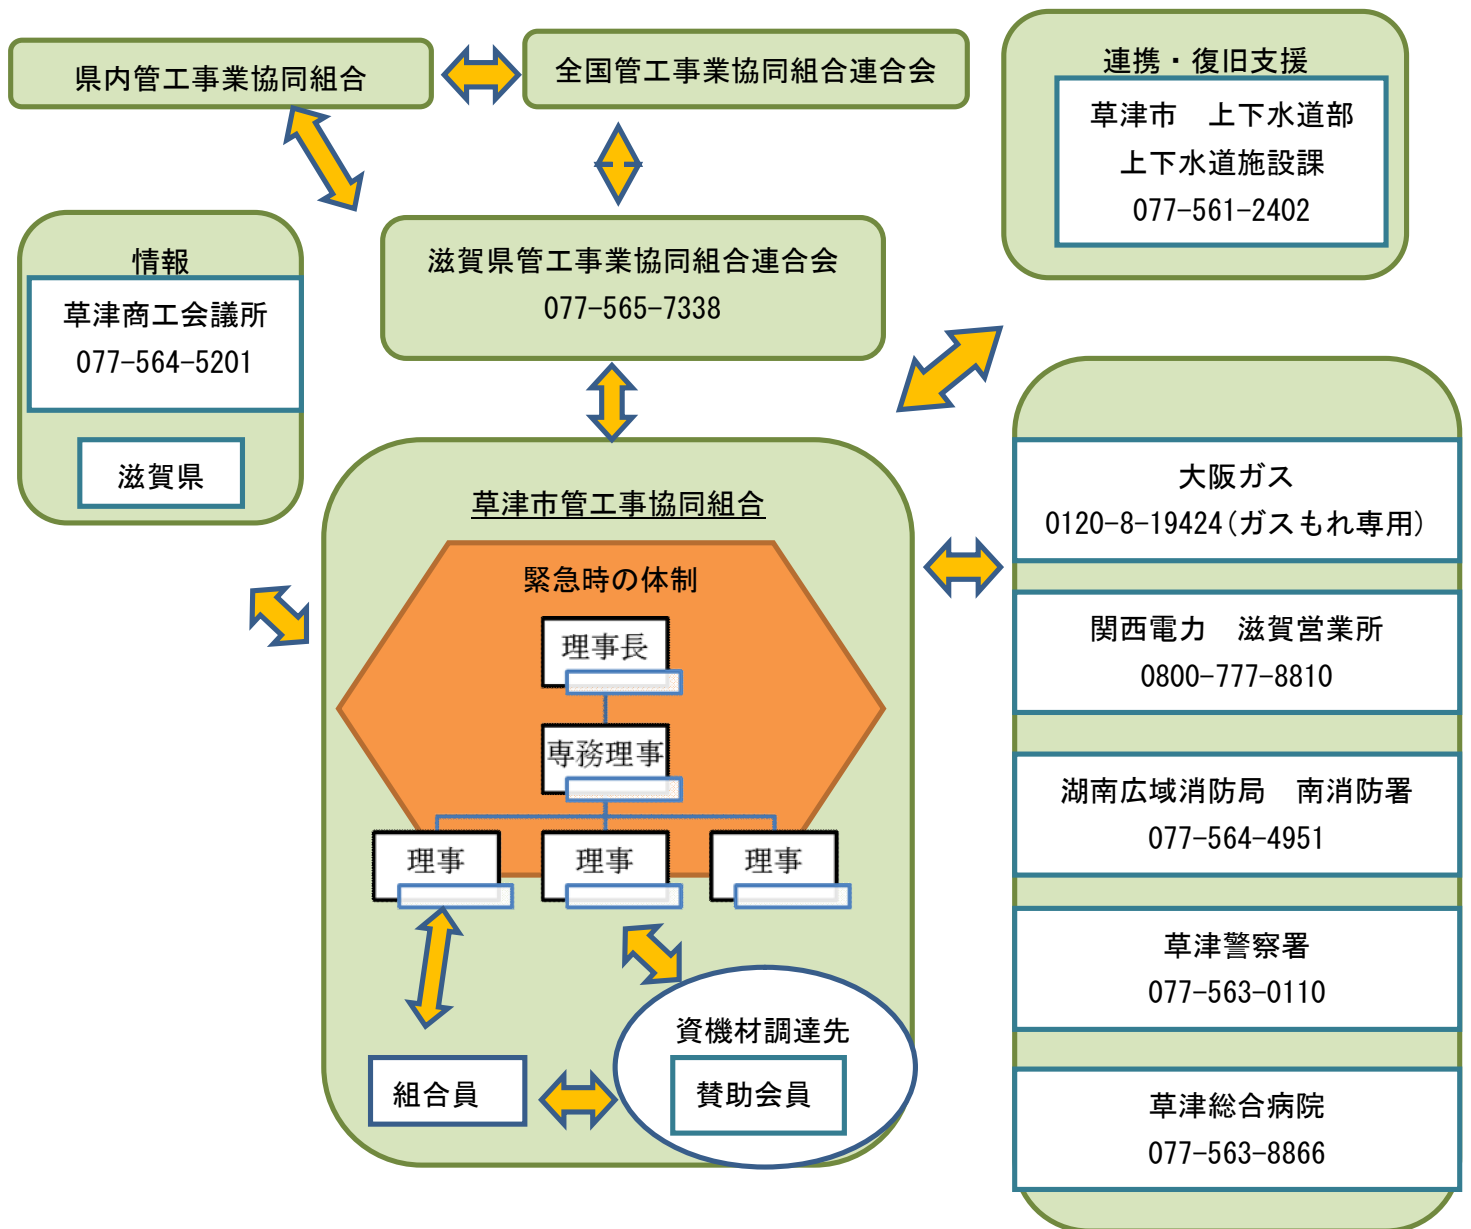 県内管工事業協同組合
全国管工事業協同組合連合会
連携・復旧支援
草津市　上下水道部
上下水道施設課
077-561-2402
情報
草津商工会議所
077-564-5201
滋賀県
滋賀県管工事業協同組合連合会
077-565-7338
草津市管工事協同組合
緊急時の体制
理事長
専務理事
理事
理事
理事
組合員
資機材調達先
賛助会員
大阪ガス
0120-8-19424(ガスもれ専用)
関西電力　滋賀営業所
0800-777-8810
湖南広域消防局　南消防署
077-564-4951
草津警察署
077-563-0110
草津総合病院
077-563-8866